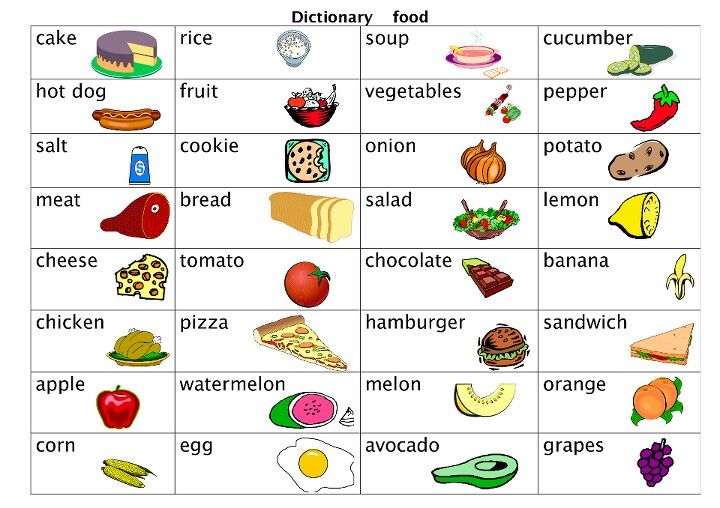 Dictionary food
cake rice soup cucumber
hot dog fruit vegetables pepper
salt cookie onion potato
S
meat bread salad lemon
cheese tomato chocolate banana
chicken pizza hamburger sandwich
apple watermelon melon orange
corn egg avocado grapes